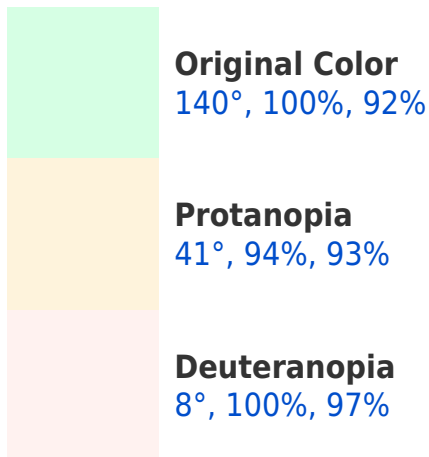 Original Color
140°, 100%, 92%
Protanopia
41°, 94%, 93%
Deuteranopia
8°, 100%, 97%